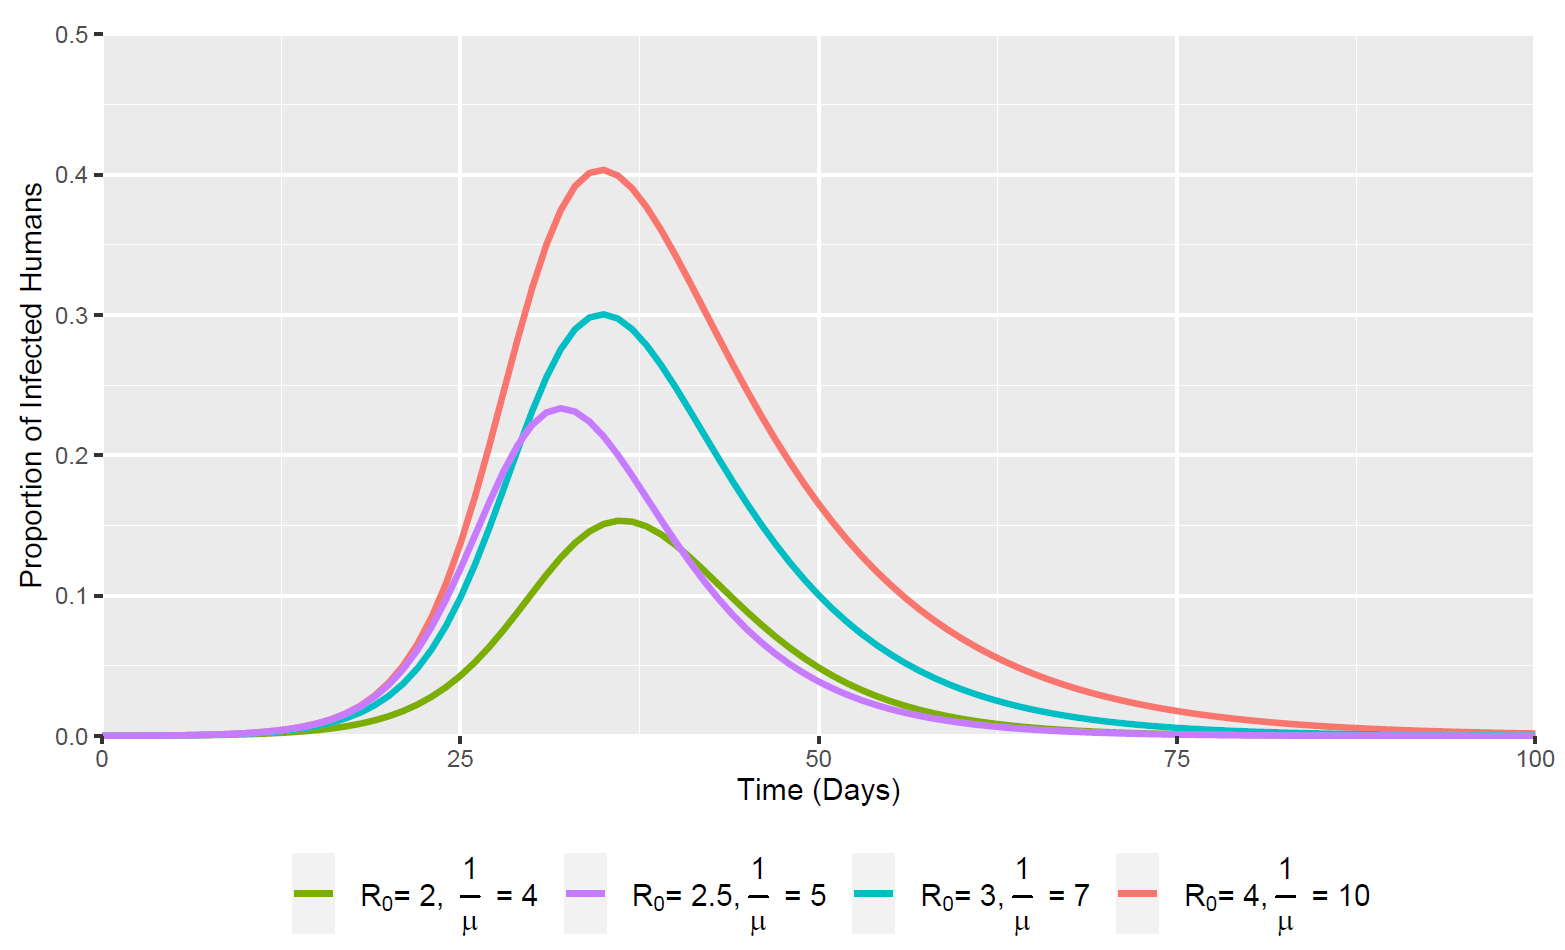 0.5
0.4
0.3
0.2
0.1
0.0
Proportion of Infected Humans
0 25 50 75 100
Time (Days)
R₀= 2, 1/μ = 4 R₀= 2.5, 1/μ = 5 R₀= 3, 1/μ = 7 R₀= 4, 1/μ = 10